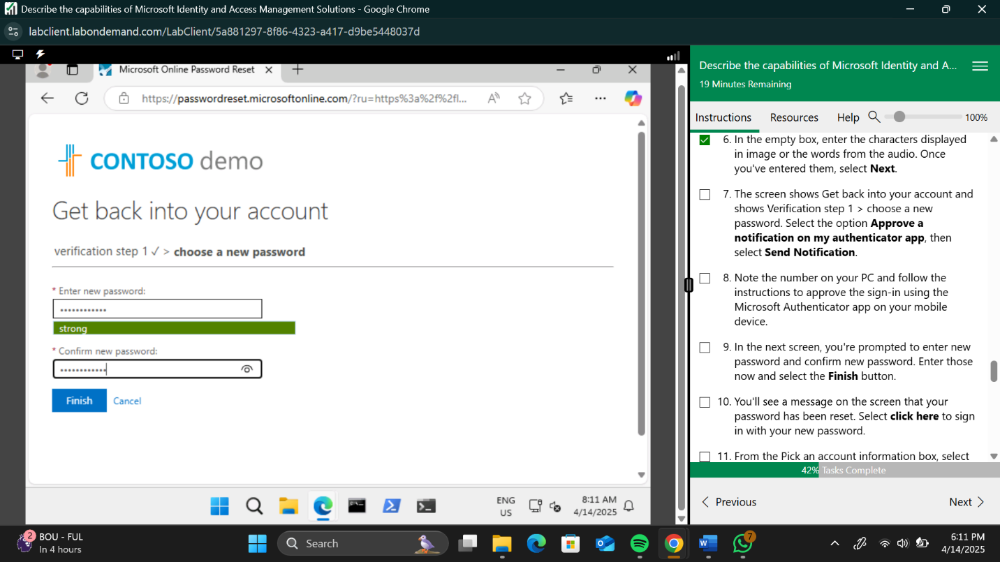 Describe the capabilities of Microsoft Identity and Access Management Solutions - Google Chrome
labclient.labondemand.com/LabClient/5a881297-8f86-4323-a417-d9be5448037d
Microsoft Online Password Reset
https://passwordreset.microsoftonline.com/?ru=https%3a%2f%2fl...
CONTOSO demo
Get back into your account
verification step 1 ✓ > choose a new password
* Enter new password:
••••••••••••
strong
* Confirm new password:
••••••••••••
Finish
Cancel
ENG
US
8:11 AM
4/14/2025
Describe the capabilities of Microsoft Identity and A...
19 Minutes Remaining
Instructions
Resources
Help
100%
6. In the empty box, enter the characters displayed
in image or the words from the audio. Once
you've entered them, select Next.
7. The screen shows Get back into your account and
shows Verification step 1 > choose a new
password. Select the option Approve a
notification on my authenticator app, then
select Send Notification.
8. Note the number on your PC and follow the
instructions to approve the sign-in using the
Microsoft Authenticator app on your mobile
device.
9. In the next screen, you're prompted to enter new
password and confirm new password. Enter those
now and select the Finish button.
10. You'll see a message on the screen that your
password has been reset. Select click here to sign
in with your new password.
11. From the Pick an account information box, select
42% Tasks Complete
< Previous
Next >
2
BOU - FUL
In 4 hours
Search
W
7
6:11 PM
4/14/2025